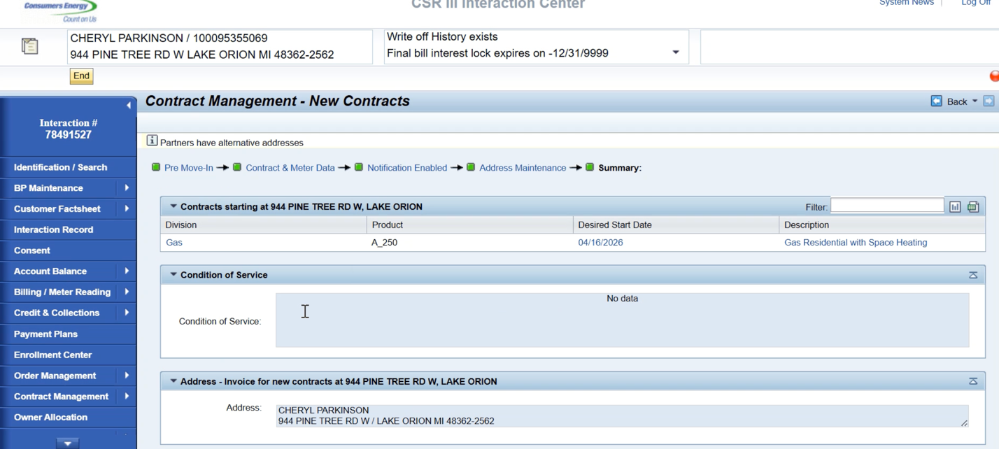 Consumers Energy
Count on Us
CSR III Interaction Center
System News | Log Off
CHERYL PARKINSON / 100095355069
944 PINE TREE RD W LAKE ORION MI 48362-2562
Write off History exists
Final bill interest lock expires on -12/31/9999
End
Contract Management - New Contracts
Back
Interaction #
78491527
Partners have alternative addresses
Identification / Search
BP Maintenance
Customer Factsheet
Interaction Record
Consent
Account Balance
Billing / Meter Reading
Credit & Collections
Payment Plans
Enrollment Center
Order Management
Contract Management
Owner Allocation
Pre Move-In Contract & Meter Data Notification Enabled Address Maintenance Summary:
Contracts starting at 944 PINE TREE RD W, LAKE ORION Filter:
Division Product Desired Start Date Description
Gas A_250 04/16/2026 Gas Residential with Space Heating
Condition of Service
No data
Condition of Service:
Address - Invoice for new contracts at 944 PINE TREE RD W, LAKE ORION
Address: CHERYL PARKINSON
944 PINE TREE RD W / LAKE ORION MI 48362-2562